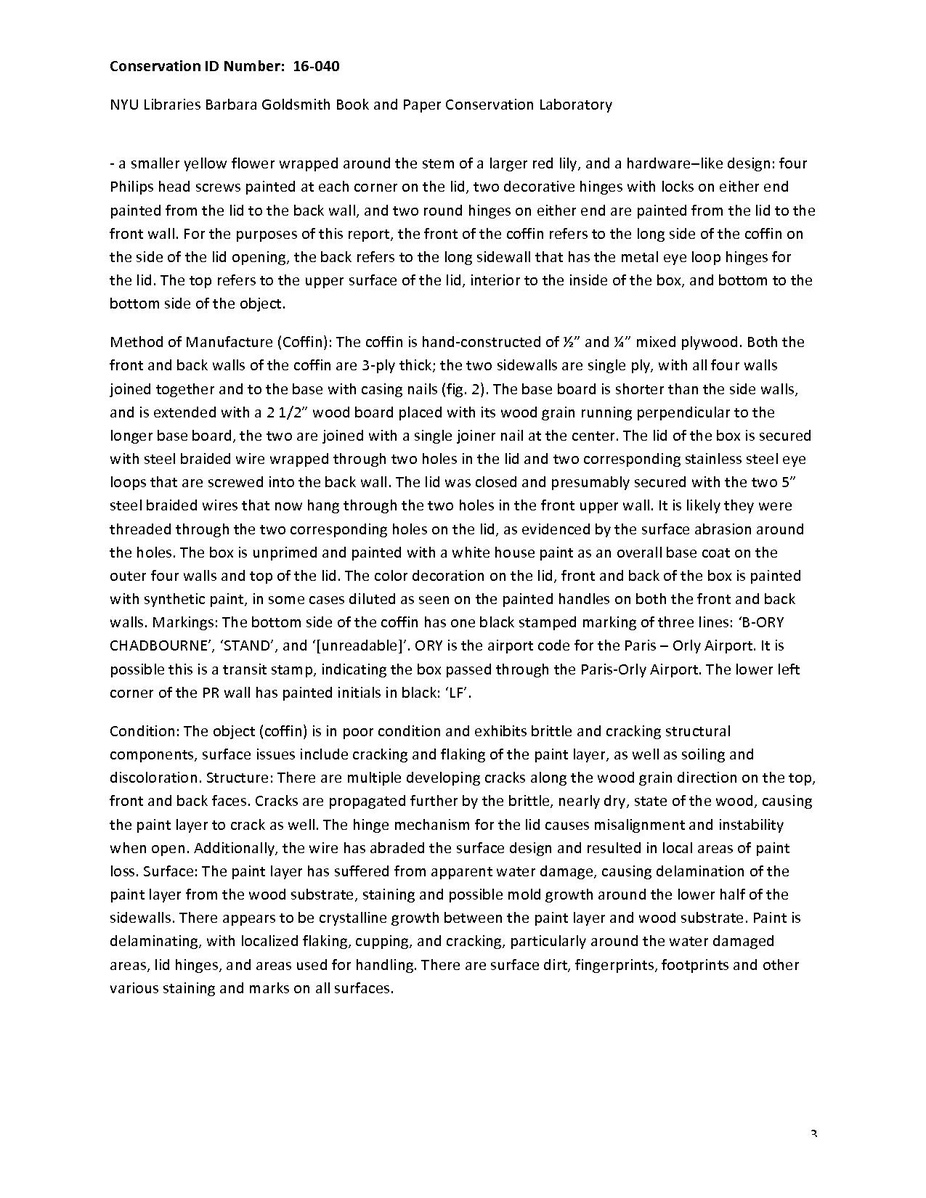 Conservation ID Number:  16-040
NYU Libraries Barbara Goldsmith Book and Paper Conservation Laboratory
- a smaller yellow flower wrapped around the stem of a larger red lily, and a hardware–like design: four
Philips head screws painted at each corner on the lid, two decorative hinges with locks on either end
painted from the lid to the back wall, and two round hinges on either end are painted from the lid to the
front wall. For the purposes of this report, the front of the coffin refers to the long side of the coffin on
the side of the lid opening, the back refers to the long sidewall that has the metal eye loop hinges for
the lid. The top refers to the upper surface of the lid, interior to the inside of the box, and bottom to the
bottom side of the object.
Method of Manufacture (Coffin): The coffin is hand-constructed of ½” and ¼” mixed plywood. Both the
front and back walls of the coffin are 3-ply thick; the two sidewalls are single ply, with all four walls
joined together and to the base with casing nails (fig. 2). The base board is shorter than the side walls,
and is extended with a 2 1/2” wood board placed with its wood grain running perpendicular to the
longer base board, the two are joined with a single joiner nail at the center. The lid of the box is secured
with steel braided wire wrapped through two holes in the lid and two corresponding stainless steel eye
loops that are screwed into the back wall. The lid was closed and presumably secured with the two 5”
steel braided wires that now hang through the two holes in the front upper wall. It is likely they were
threaded through the two corresponding holes on the lid, as evidenced by the surface abrasion around
the holes. The box is unprimed and painted with a white house paint as an overall base coat on the
outer four walls and top of the lid. The color decoration on the lid, front and back of the box is painted
with synthetic paint, in some cases diluted as seen on the painted handles on both the front and back
walls. Markings: The bottom side of the coffin has one black stamped marking of three lines: ‘B-ORY
CHADBOURNE’, ‘STAND’, and ‘[unreadable]’. ORY is the airport code for the Paris – Orly Airport. It is
possible this is a transit stamp, indicating the box passed through the Paris-Orly Airport. The lower left
corner of the PR wall has painted initials in black: ‘LF’.
Condition: The object (coffin) is in poor condition and exhibits brittle and cracking structural
components, surface issues include cracking and flaking of the paint layer, as well as soiling and
discoloration. Structure: There are multiple developing cracks along the wood grain direction on the top,
front and back faces. Cracks are propagated further by the brittle, nearly dry, state of the wood, causing
the paint layer to crack as well. The hinge mechanism for the lid causes misalignment and instability
when open. Additionally, the wire has abraded the surface design and resulted in local areas of paint
loss. Surface: The paint layer has suffered from apparent water damage, causing delamination of the
paint layer from the wood substrate, staining and possible mold growth around the lower half of the
sidewalls. There appears to be crystalline growth between the paint layer and wood substrate. Paint is
delaminating, with localized flaking, cupping, and cracking, particularly around the water damaged
areas, lid hinges, and areas used for handling. There are surface dirt, fingerprints, footprints and other
various staining and marks on all surfaces.
3